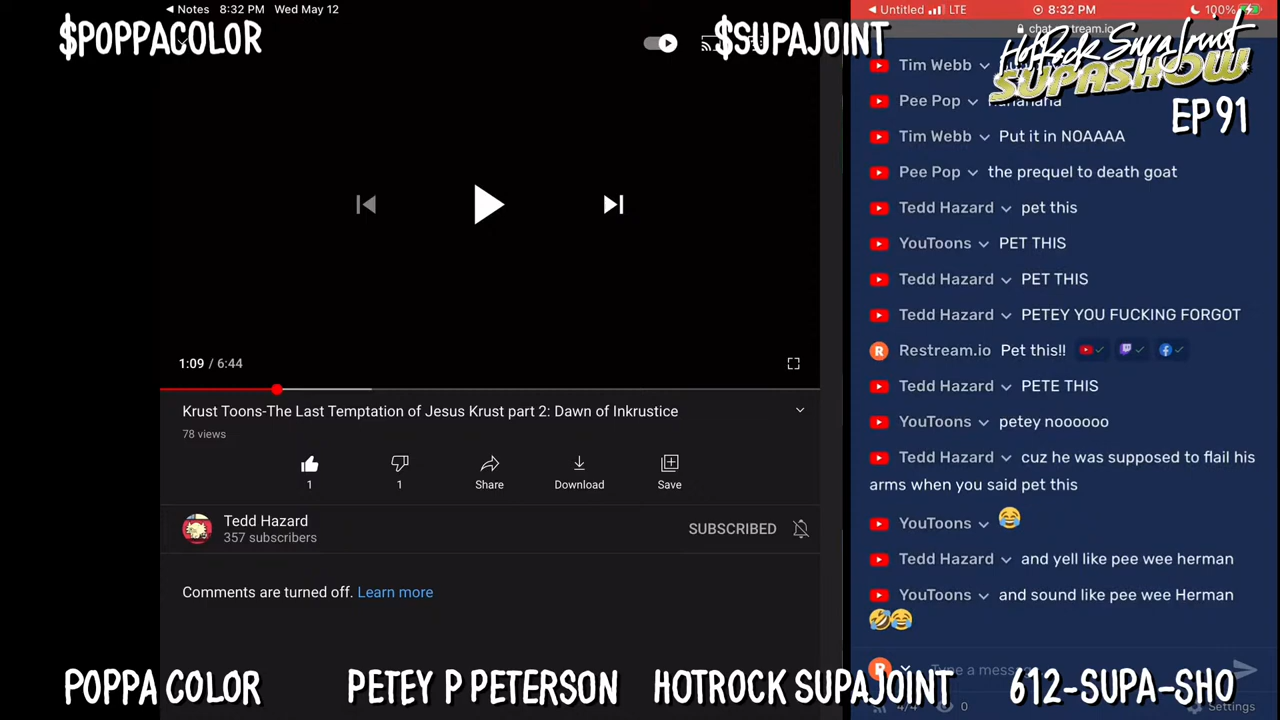 Notes 8:32 PM Wed May 12
$POPPACOLOR
$SUPAJOINT
1:09 / 6:44
Krust Toons-The Last Temptation of Jesus Krust part 2: Dawn of Inkrustice
78 views
1
1
Share
Download
Save
Tedd Hazard
357 subscribers
SUBSCRIBED
Comments are turned off. Learn more
Untitled LTE 8:32 PM 100%
HotRock SupaJoint
SUPASHOW
EP 91
Tim Webb
Pee Pop hahahaha
Tim Webb Put it in NOAAAA
Pee Pop the prequel to death goat
Tedd Hazard pet this
YouToons PET THIS
Tedd Hazard PET THIS
Tedd Hazard PETEY YOU FUCKING FORGOT
Restream.io Pet this!!
Tedd Hazard PETE THIS
YouToons petey noooooo
Tedd Hazard cuz he was supposed to flail his
arms when you said pet this
YouToons 😂
Tedd Hazard and yell like pee wee herman
YouToons and sound like pee wee Herman
🤣😂
R Type a message
4/4 0 Settings
POPPA COLOR PETEY P PETERSON HOTROCK SUPAJOINT 612-SUPA-SHO